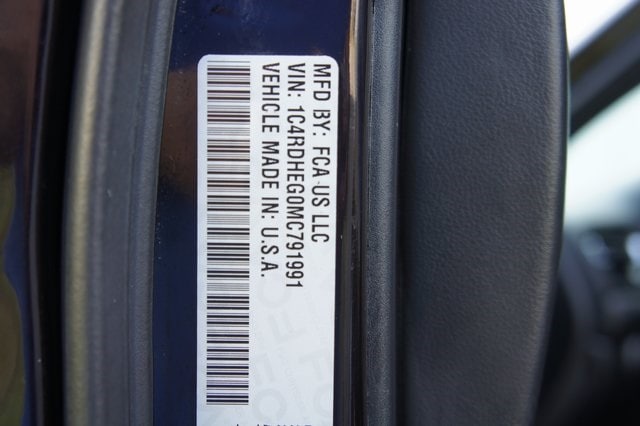 MFD BY: FCA US LLC
VIN: 1C4RDHEG0MC791991
VEHICLE MADE IN: U.S.A.